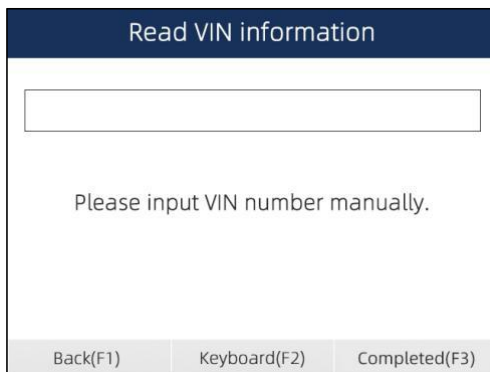 Read VIN information
Please input VIN number manually.
Back(F1) Keyboard(F2) Completed(F3)